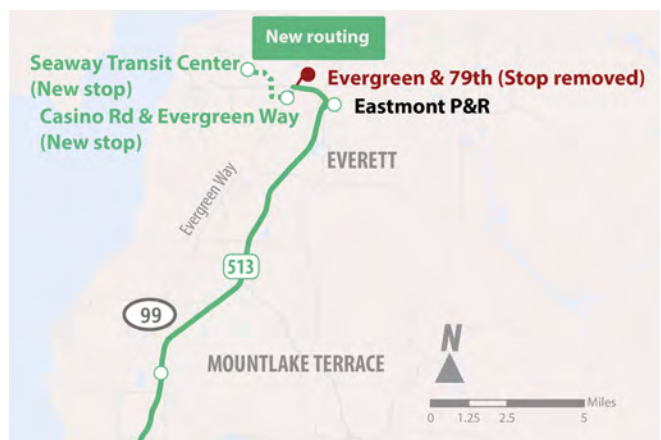 New routing
Seaway Transit Center
(New stop)
Evergreen & 79th (Stop removed)
Casino Rd & Evergreen Way
(New stop)
Eastmont P&R
EVERETT
Evergreen Way
513
99
MOUNTLAKE TERRACE
N
Miles
0 1.25 2.5 5